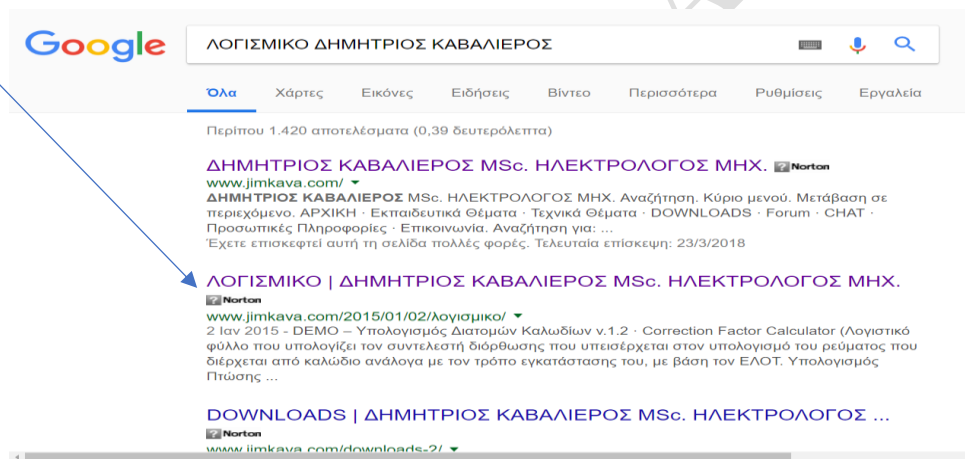 Google
ΛΟΓΙΣΜΙΚΟ ΔΗΜΗΤΡΙΟΣ ΚΑΒΑΛΙΕΡΟΣ
Όλα Χάρτες Εικόνες Ειδήσεις Βίντεο Περισσότερα Ρυθμίσεις Εργαλεία
Περίπου 1.420 αποτελέσματα (0,39 δευτερόλεπτα)
ΔΗΜΗΤΡΙΟΣ ΚΑΒΑΛΙΕΡΟΣ MSc. ΗΛΕΚΤΡΟΛΟΓΟΣ ΜΗΧ. Norton
www.jimkava.com/
ΔΗΜΗΤΡΙΟΣ ΚΑΒΑΛΙΕΡΟΣ MSc. ΗΛΕΚΤΡΟΛΟΓΟΣ ΜΗΧ. Αναζήτηση. Κύριο μενού. Μετάβαση σε
περιεχόμενο. ΑΡΧΙΚΗ · Εκπαιδευτικά Θέματα · Τεχνικά Θέματα · DOWNLOADS · Forum · CHAT ·
Προσωπικές Πληροφορίες · Επικοινωνία. Αναζήτηση για: ...
Έχετε επισκεφτεί αυτή τη σελίδα πολλές φορές. Τελευταία επίσκεψη: 23/3/2018
ΛΟΓΙΣΜΙΚΟ | ΔΗΜΗΤΡΙΟΣ ΚΑΒΑΛΙΕΡΟΣ MSc. ΗΛΕΚΤΡΟΛΟΓΟΣ ΜΗΧ.
Norton
www.jimkava.com/2015/01/02/λογισμικο/
2 Ιαν 2015 - DEMO – Υπολογισμός Διατομών Καλωδίων v.1.2 · Correction Factor Calculator (Λογιστικό
φύλλο που υπολογίζει τον συντελεστή διόρθωσης που υπεισέρχεται στον υπολογισμό του ρεύματος που
διέρχεται από καλώδιο ανάλογα με τον τρόπο εγκατάστασης του, με βάση τον ΕΛΟΤ. Υπολογισμός
Πτώσης ...
DOWNLOADS | ΔΗΜΗΤΡΙΟΣ ΚΑΒΑΛΙΕΡΟΣ MSc. ΗΛΕΚΤΡΟΛΟΓΟΣ ...
Norton
www.jimkava.com/downloads-2/